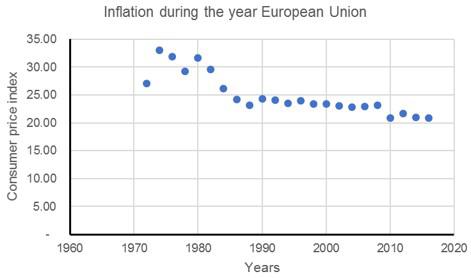 Inflation during the year European Union
35.00
30.00
25.00
20.00
15.00
10.00
5.00
-
Consumer price index
1960 1970 1980 1990 2000 2010 2020
Years